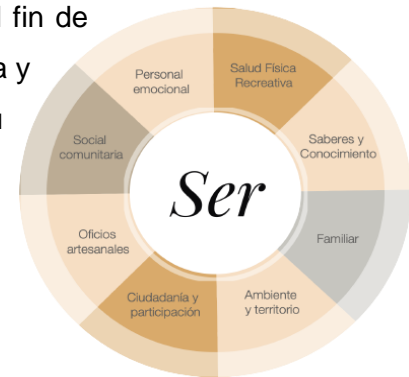 fin de
a y
Personal
emocional
Salud Física
Recreativa
Saberes y
Conocimiento
Familiar
Ambiente
y territorio
Ciudadanía y
participación
Oficios
artesanales
Social
comunitaria
Ser